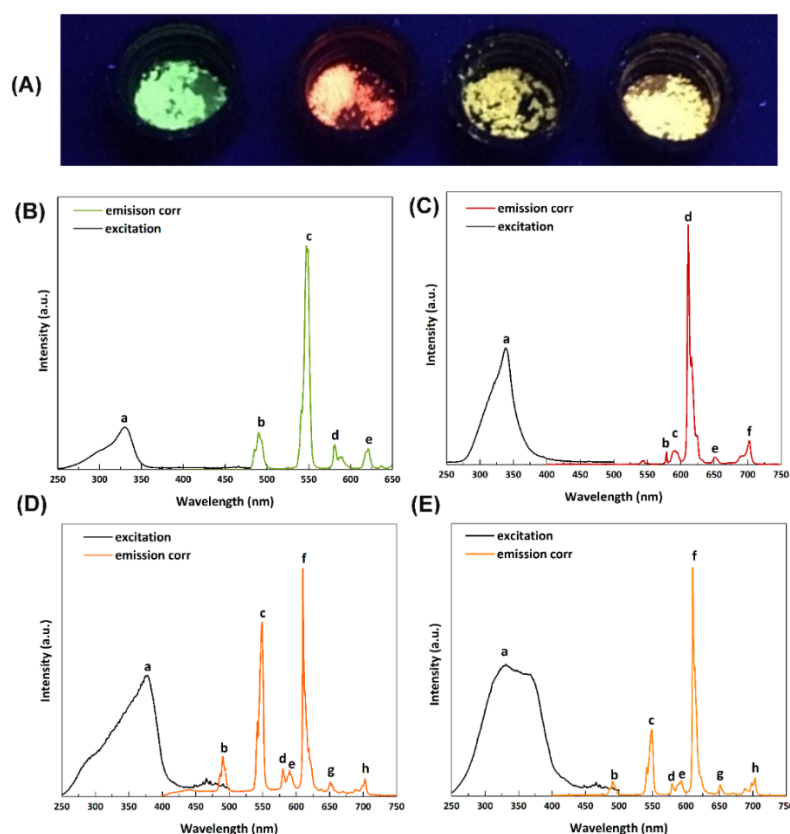 (A)
(B)
emisison corr
excitation
c
a
b
d
e
Intensity (a.u.)
250 300 350 400 450 500 550 600 650
Wavelength (nm)
(C)
emission corr
excitation
d
a
b
c
e
f
Intensity (a.u.)
250 300 350 400 450 500 550 600 650 700 750
Wavelength (nm)
(D)
excitation
emission corr
f
c
a
b
d
e
g
h
Intensity (a.u.)
250 300 350 400 450 500 550 600 650 700 750
Wavelength (nm)
(E)
excitation
emission corr
f
a
c
b
d
e
g
h
Intensity (a.u.)
250 300 350 400 450 500 550 600 650 700 750
Wavelength (nm)